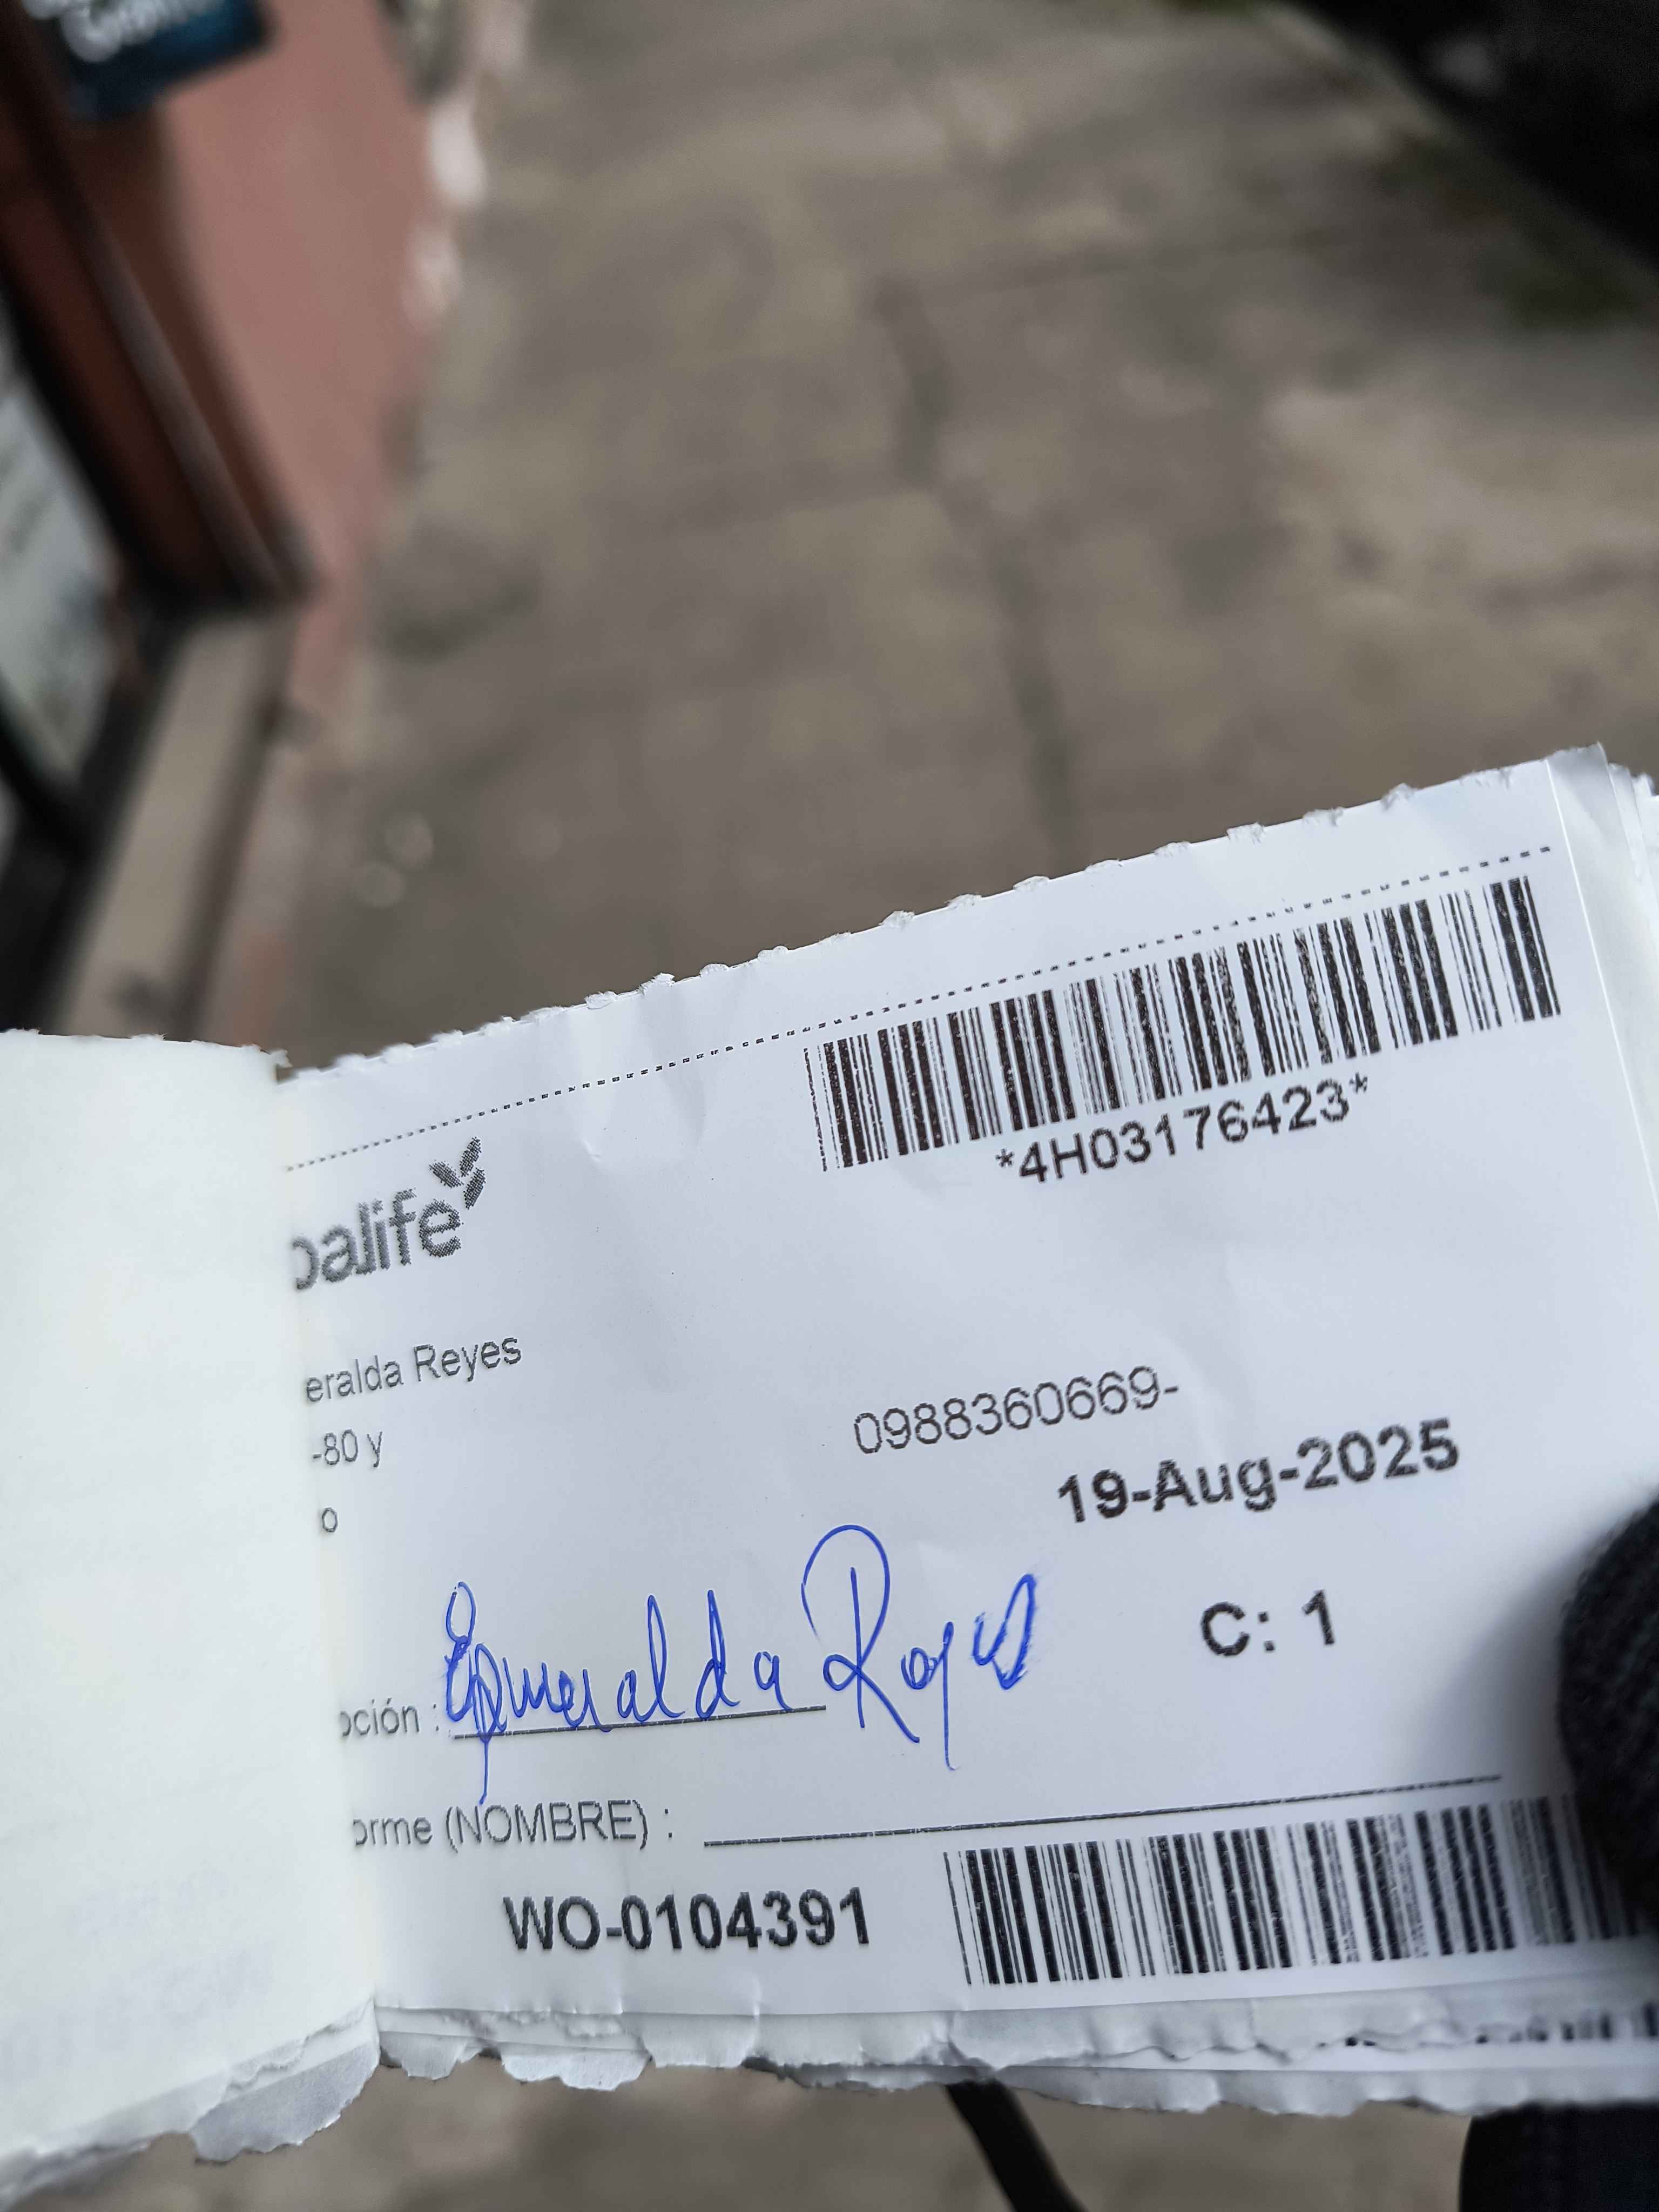 *4H03176423*
balife
eralda Reyes
0988360669-
-80 y
19-Aug-2025
o
C: 1
pción : Esmeralda Reyes
orme (NOMBRE) :
WO-0104391